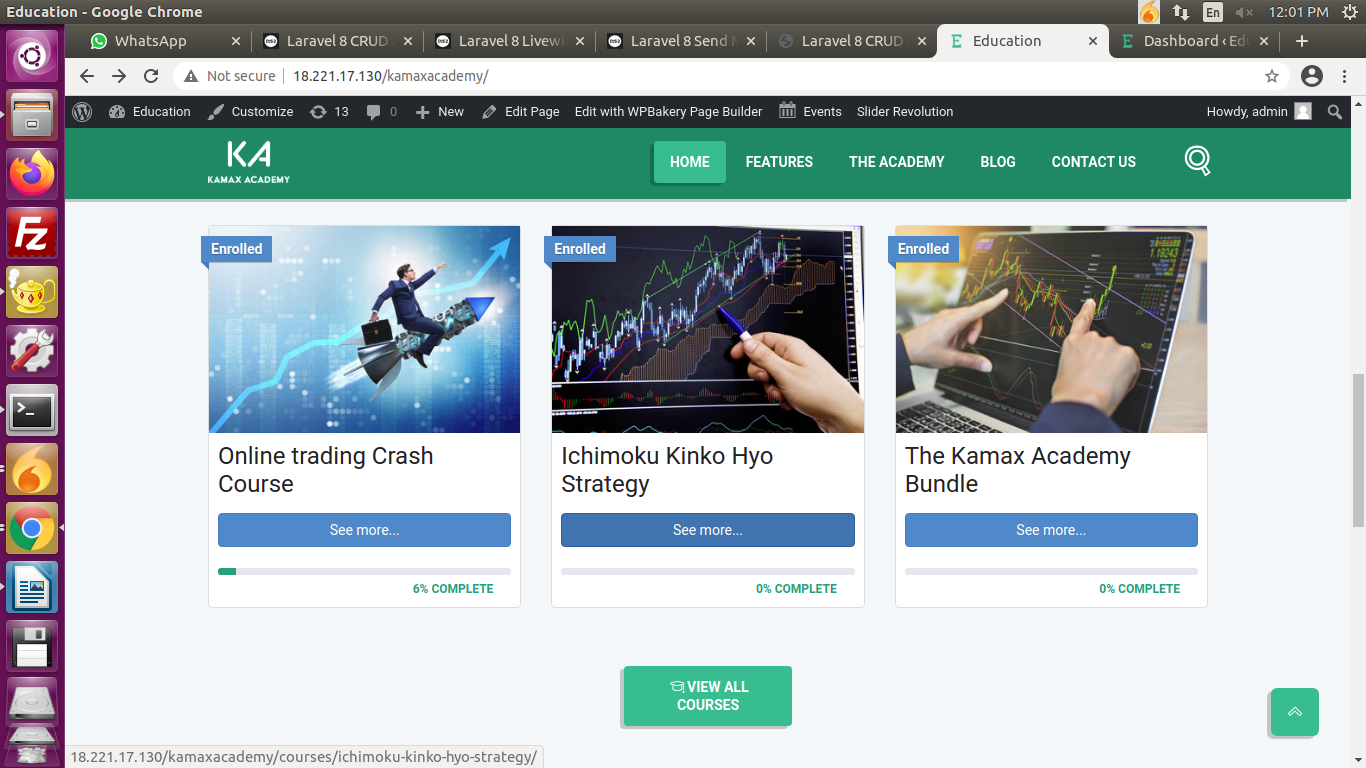 Education - Google Chrome
En
12:01 PM
WhatsApp
Laravel 8 CRUD
Laravel 8 Livewi
Laravel 8 Send M
Laravel 8 CRUD
Education
Dashboard ‹ Edu
Not secure
18.221.17.130/kamaxacademy/
Education
Customize
13
0
New
Edit Page
Edit with WPBakery Page Builder
Events
Slider Revolution
Howdy, admin
KA
KAMAX ACADEMY
HOME
FEATURES
THE ACADEMY
BLOG
CONTACT US
Enrolled
Enrolled
Enrolled
1.19243
Online trading Crash
Course
Ichimoku Kinko Hyo
Strategy
The Kamax Academy
Bundle
See more...
See more...
See more...
6% COMPLETE
0% COMPLETE
0% COMPLETE
VIEW ALL
COURSES
18.221.17.130/kamaxacademy/courses/ichimoku-kinko-hyo-strategy/